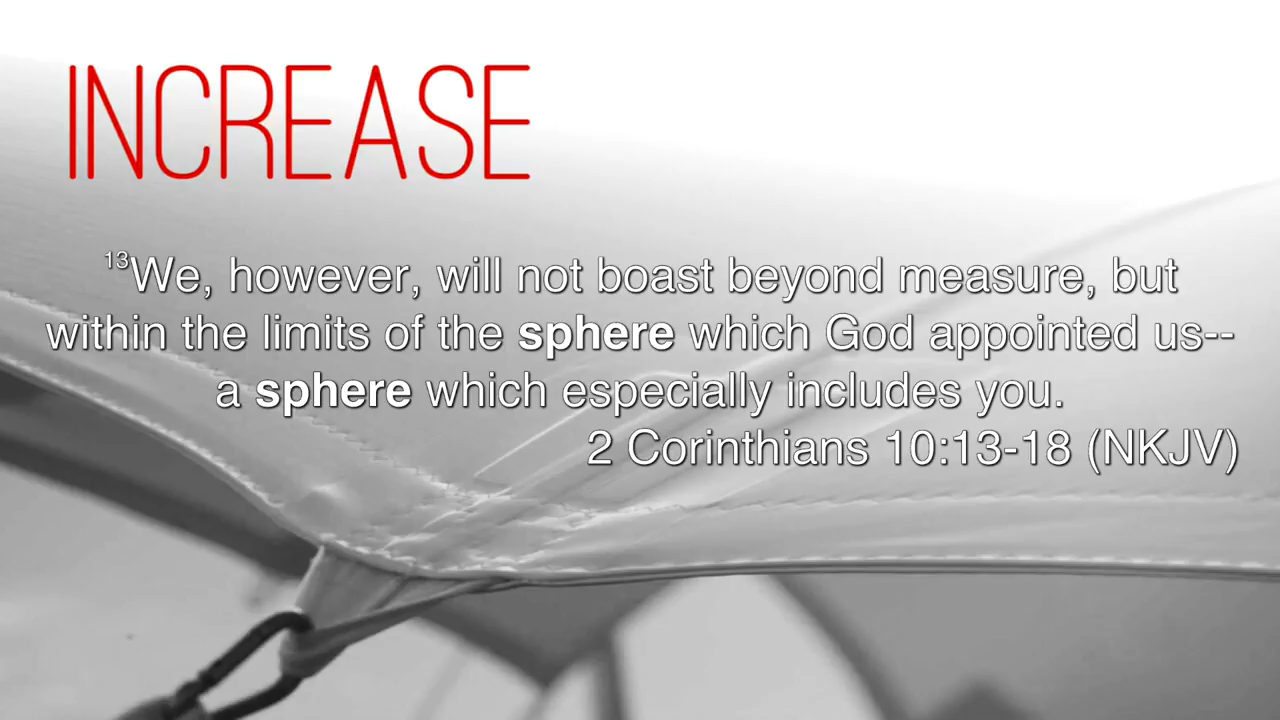 INCREASE
13We, however, will not boast beyond measure, but
within the limits of the sphere which God appointed us--
a sphere which especially includes you.
2 Corinthians 10:13-18 (NKJV)